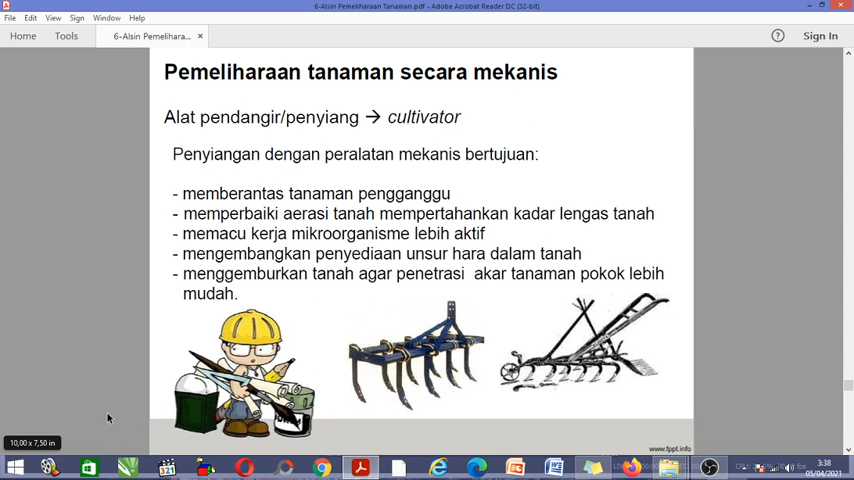 6-Alsin Pemeliharaan Tanaman.pdf - Adobe Acrobat Reader DC (32-bit)
File Edit View Sign Window Help
Home Tools 6-Alsin Pemelihara... × Sign In
Pemeliharaan tanaman secara mekanis
Alat pendangir/penyiang → cultivator
Penyiangan dengan peralatan mekanis bertujuan:
- memberantas tanaman pengganggu
- memperbaiki aerasi tanah mempertahankan kadar lengas tanah
- memacu kerja mikroorganisme lebih aktif
- mengembangkan penyediaan unsur hara dalam tanah
- menggemburkan tanah agar penetrasi akar tanaman pokok lebih
mudah.
10,00 x 7,50 in
www.fppt.info
321
3:38
05/04/2021